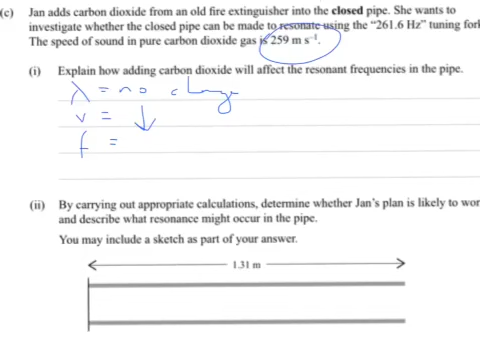 (c) Jan adds carbon dioxide from an old fire extinguisher into the closed pipe. She wants to
investigate whether the closed pipe can be made to resonate using the “261.6 Hz” tuning fork
The speed of sound in pure carbon dioxide gas is 259 m s⁻¹.
(i) Explain how adding carbon dioxide will affect the resonant frequencies in the pipe.
λ = no change
v = ↓
f =
(ii) By carrying out appropriate calculations, determine whether Jan’s plan is likely to wor
and describe what resonance might occur in the pipe.
You may include a sketch as part of your answer.
1.31 m